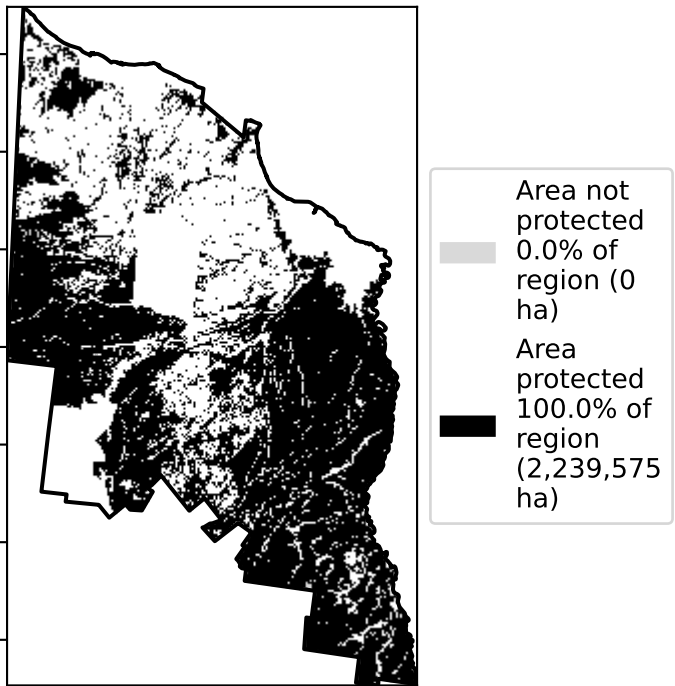 Area not
protected
0.0% of
region (0
ha)
Area
protected
100.0% of
region
(2,239,575
ha)